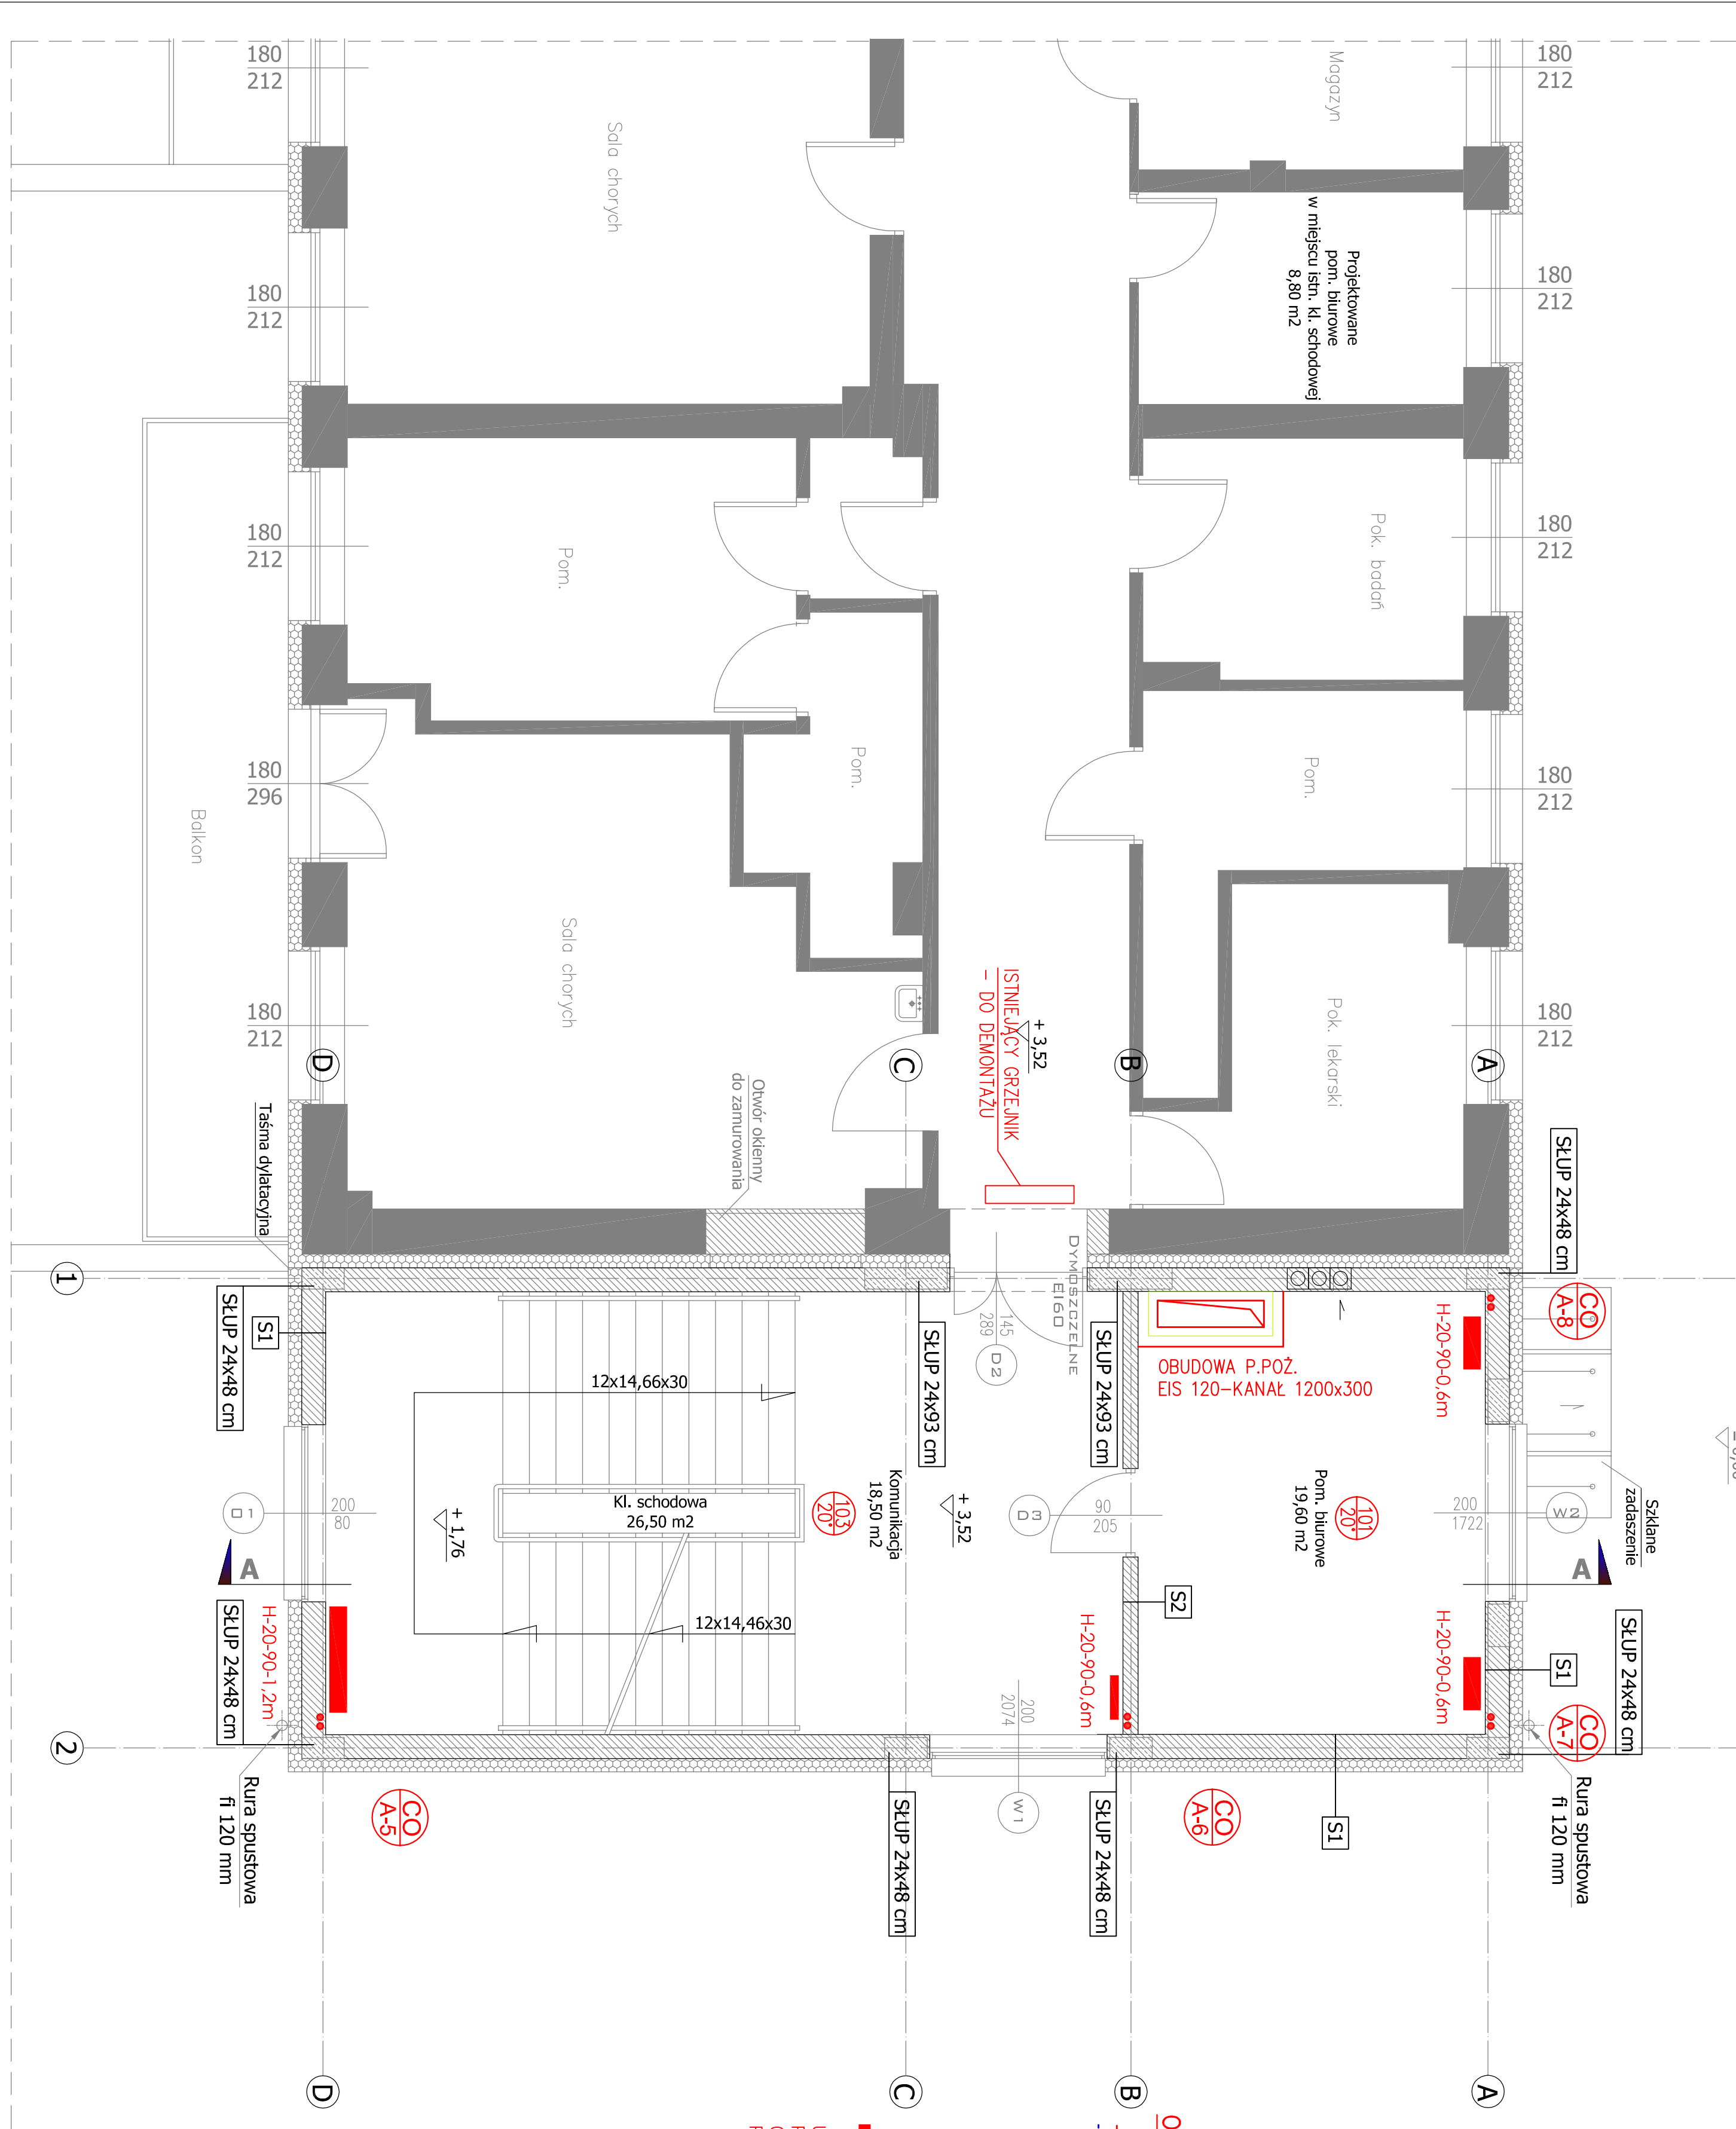 180
212
180
212
Magazyn
Sala chorych
Projektowane
pom. biurowe
w miejscu istn. kl. schodowej
8,80 m2
180
212
180
212
180
212
180
212
Pok. badań
Pom.
180
296
180
212
Pom.
Pom.
Balkon
Sala chorych
180
212
180
212
Pok. lekarski
ISTNIEJĄCY GRZEJNIK
- DO DEMONTAŻU
+ 3,52
D
C
B
A
Otwór okienny
do zamurowania
Taśma dylatacyjna
SŁUP 24x48 cm
1
CO
A-8
S1
SŁUP 24x48 cm
DYMOSZCZELNE
EI60
145
289
D2
SŁUP 24x93 cm
SŁUP 24x93 cm
OBUDOWA P.POŻ.
EIS 120-KANAŁ 1200x300
H-20-90-0,6m
12x14,66x30
Kl. schodowa
26,50 m2
103
20°
Komunikacja
18,50 m2
+ 3,52
D3
90
205
Pom. biurowe
19,60 m2
101
20°
200
1722
W2
Szklane
zadaszenie
O1
200
80
+ 1,76
A
A
12x14,46x30
S2
H-20-90-0,6m
H-20-90-0,6m
S1
SŁUP 24x48 cm
SŁUP 24x48 cm
H-20-90-1,2m
200
2074
W1
CO
A-7
2
Rura spustowa
fi 120 mm
CO
A-5
SŁUP 24x48 cm
SŁUP 24x48 cm
CO
A-6
S1
Rura spustowa
fi 120 mm
D
C
B
A